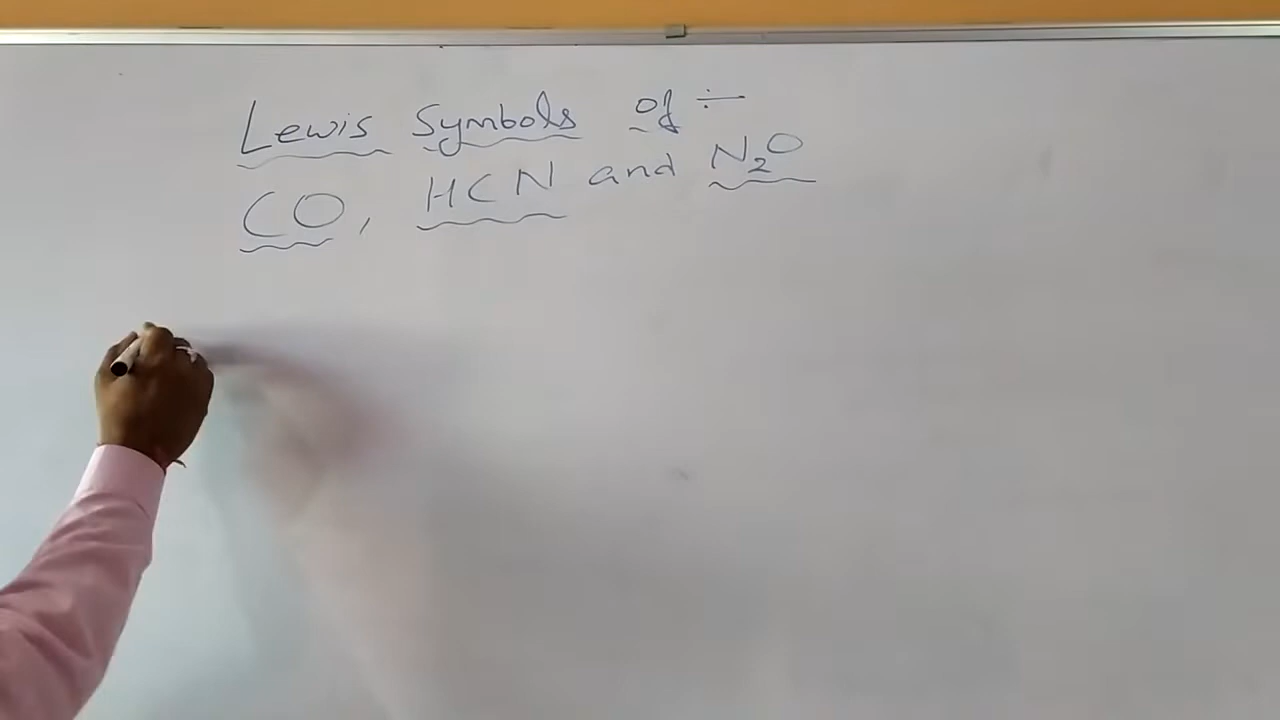 Lewis Symbols of :-
CO, HCN and N₂O